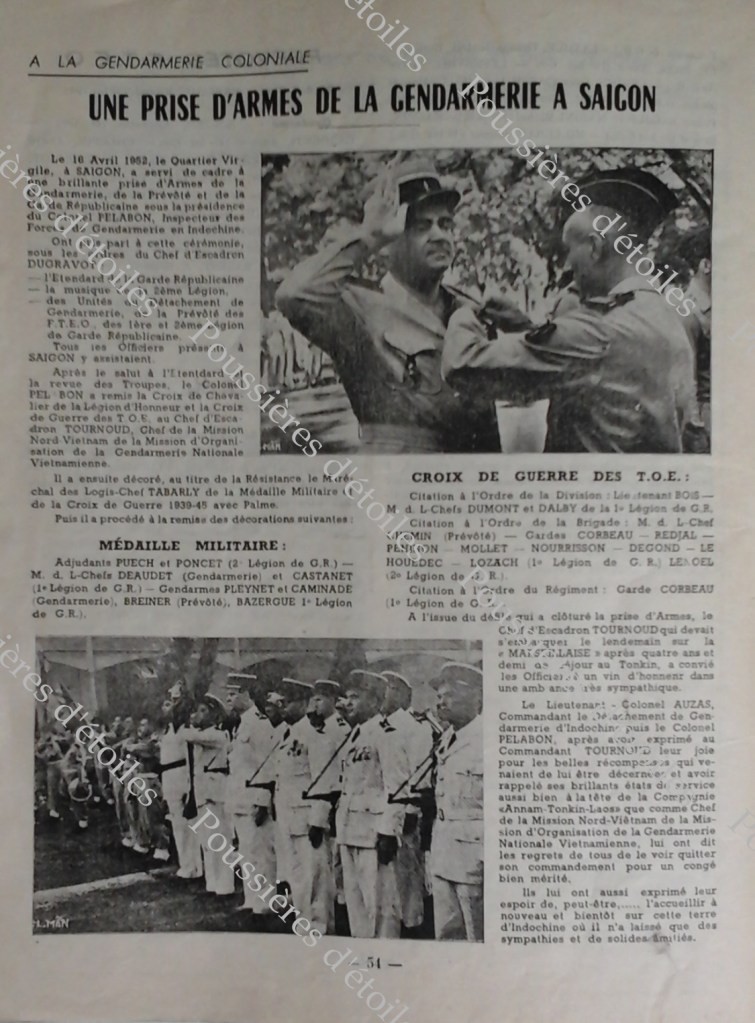 A LA GENDARMERIE COLONIALE
UNE PRISE D'ARMES DE LA GENDARMERIE A SAIGON
Le 16 Avril 1952, le Quartier Vir-
gile, à SAIGON, a servi de cadre à
une brillante prise d'Armes de la
Gendarmerie, de la Prévôté et de la
Garde Républicaine sous la présidence
du Colonel PELABON, Inspecteur des
Forces de Gendarmerie en Indochine.
Ont pris part à cette cérémonie,
sous les ordres du Chef d'Escadron
— l'Etendard de la Garde Républicaine
— la musique de la 2ème Légion,
— des Unités du Détachement de
Gendarmerie, de la Prévôté des
F.T.E.O., des 1ère et 2ème Légion
de Garde Républicaine.
Tous les Officiers présents à
SAIGON y assistaient.
Après le salut à l'Etentdard et
la revue des Troupes, le Colonel
PELABON a remis la Croix de Cheva-
lier de la Légion d'Honneur et la Croix
de Guerre des T.O.E. au Chef d'Esca-
dron TOURNOUD, Chef de la Mission
Nord-Vietnam de la Mission d'Organi-
sation de la Gendarmerie Nationale
Vietnamienne.
Il a ensuite décoré, au titre de la Résistance, le Maré-
chal des Logis-Chef TABARLY de la Médaille Militaire et
de la Croix de Guerre 1939-45 avec Palme.
Puis il a procédé à la remise des décorations suivantes :
MÉDAILLE MILITAIRE :
Adjudants PUECH et PONCET (2e Légion de G.R.) —
M. d. L-Chefs DEAUDET (Gendarmerie) et CASTANET
(1e Légion de G.R.) — Gendarmes PLEYNET et CAMINADE
(Gendarmerie), BREINER (Prévôté), BAZERGUE 1e Légion
de G.R.).
CROIX DE GUERRE DES T.O.E. :
Citation à l'Ordre de la Division : Lieutenant BOIS —
M. d. L-Chefs DUMONT et DALBY de la 1e Légion de G.R.
Citation à l'Ordre de la Brigade : M. d. L-Chef
(Prévôté) — Gardes CORBEAU — REDJAL —
— MOLLET — NOURRISSON — DEGOND — LE
HOUEDEC — LOZACH (1e Légion de G.R.)
(2e Légion de G.R.).
Citation à l'Ordre du Régiment : Garde CORBEAU
(1e Légion de G.R.)
A l'issue du défilé qui a clôturé la prise d'Armes, le
Chef d'Escadron TOURNOUD qui devait
s'embarquer le lendemain sur la
« MARSEILLAISE » après quatre ans et
demi de séjour au Tonkin, a convié
les Officiers à un vin d'honneur dans
une ambiance très sympathique.
Le Lieutenant - Colonel AUZAS,
Commandant le Détachement de Gen-
darmerie d'Indochine puis le Colonel
PELABON, après avoir exprimé au
Commandant TOURNOUD leur joie
pour les belles récompenses qui ve-
naient de lui être décernées et avoir
rappelé ses brillants états de service
aussi bien à la tête de la Compagnie
«Annam-Tonkin-Laos» que comme Chef
de la Mission Nord-Viêtnam de la Mis-
sion d'Organisation de la Gendarmerie
Nationale Vietnamienne, lui ont dit
les regrets de tous de le voir quitter
son commandement pour un congé
bien mérité.
Ils lui ont aussi exprimé leur
espoir de, peut-être,..... l'accueillir à
nouveau et bientôt sur cette terre
d'Indochine où il n'a laissé que des
sympathies et de solides amitiés.
— 54 —
Poussières d'étoiles
Poussières d'étoiles
Poussières d'étoiles
Poussières d'étoiles